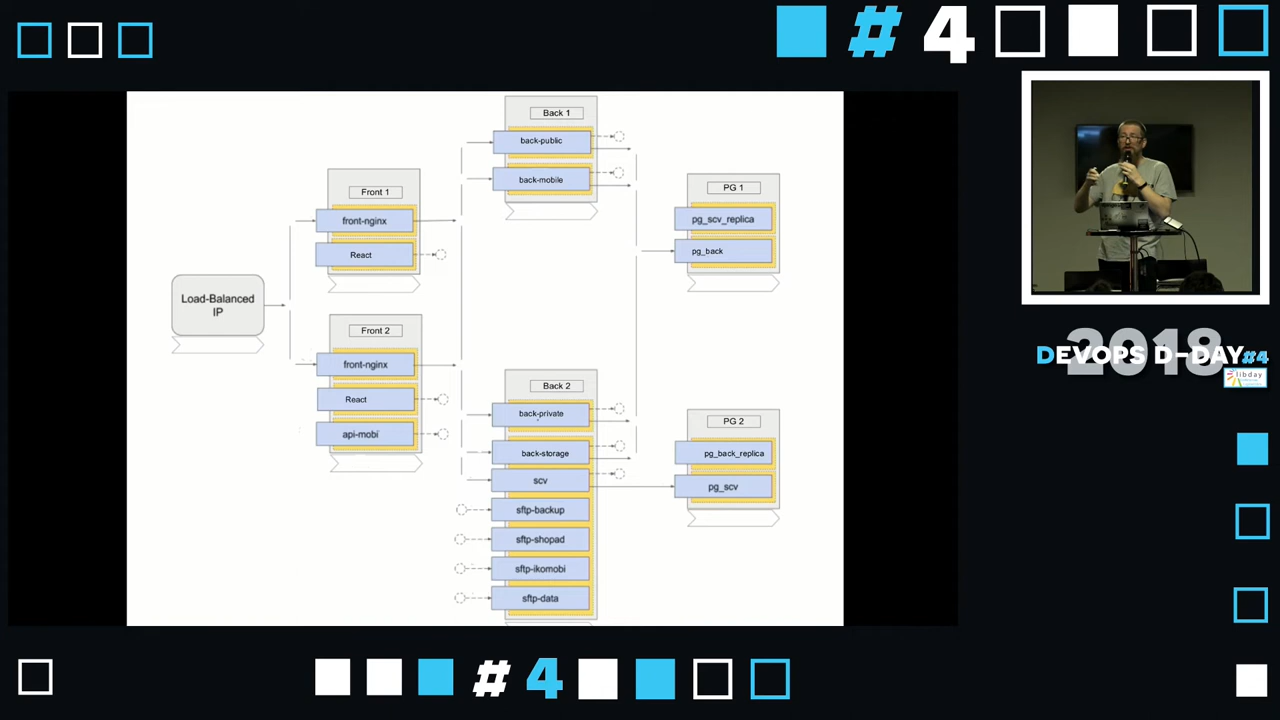 # 4
Back 1
back-public
back-mobile
Front 1
front-nginx
React
PG 1
pg_scv_replica
pg_back
Load-Balanced
IP
Front 2
front-nginx
React
api-mobi
Back 2
back-private
back-storage
scv
sftp-backup
sftp-shopad
sftp-ikomobi
sftp-data
PG 2
pg_back_replica
pg_scv
2018
DEVOPS D-DAY#4
libday
# 4